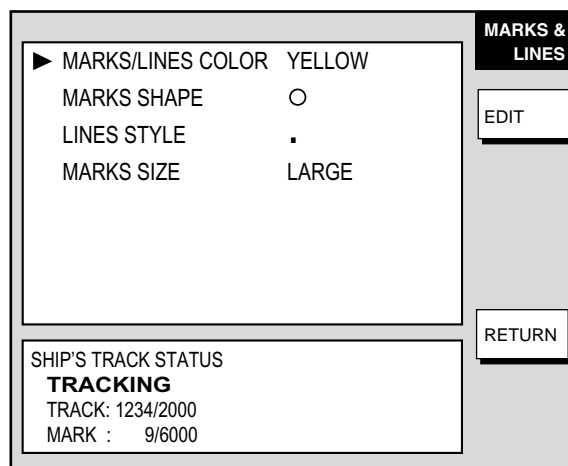 MARKS &
LINES
▶ MARKS/LINES COLOR YELLOW
MARKS SHAPE ○
LINES STYLE .
MARKS SIZE LARGE
EDIT
RETURN
SHIP'S TRACK STATUS
TRACKING
TRACK: 1234/2000
MARK : 9/6000